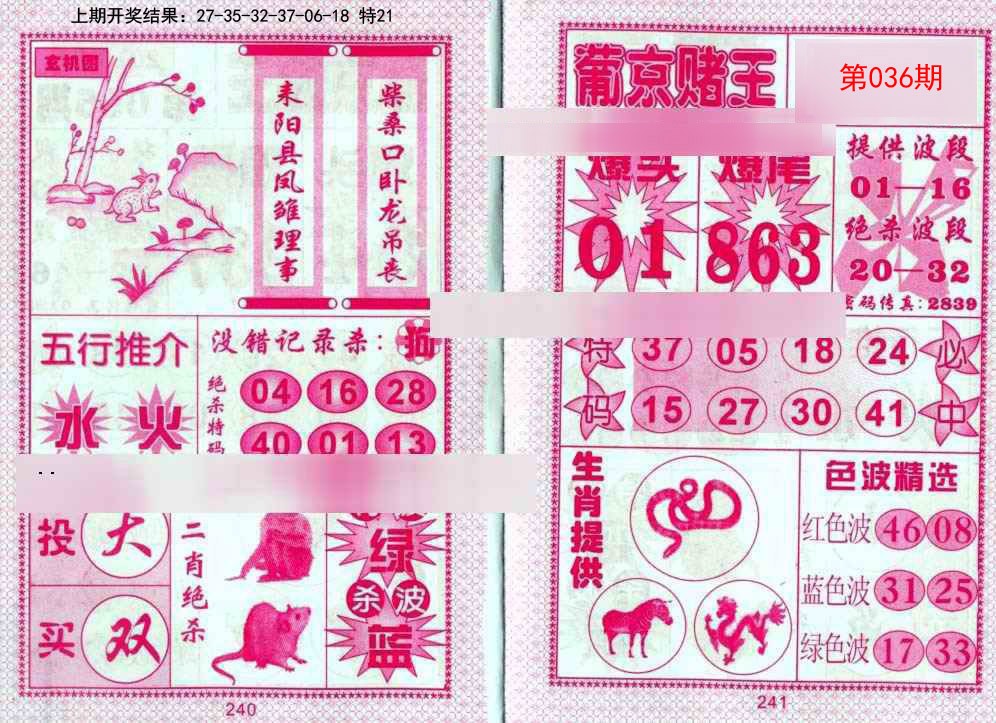 上期开奖结果：27-35-32-37-06-18 特21
玄机图
柴桑口卧龙吊丧
耒阳县凤雏理事
五行推介
水 火
没错记录杀：
绝杀特码
04 16 28
40 01 13
投 大
买 双
二肖绝杀
绿
杀波
蓝
240
葡京赌王
第036期
爆头
01
爆尾
863
提供波段
01—16
绝杀波段
20—32
密码传真:2839
特码
37 05 18 24
15 27 30 41
必中
生肖提供
色波精选
红色波 46 08
蓝色波 31 25
绿色波 17 33
241